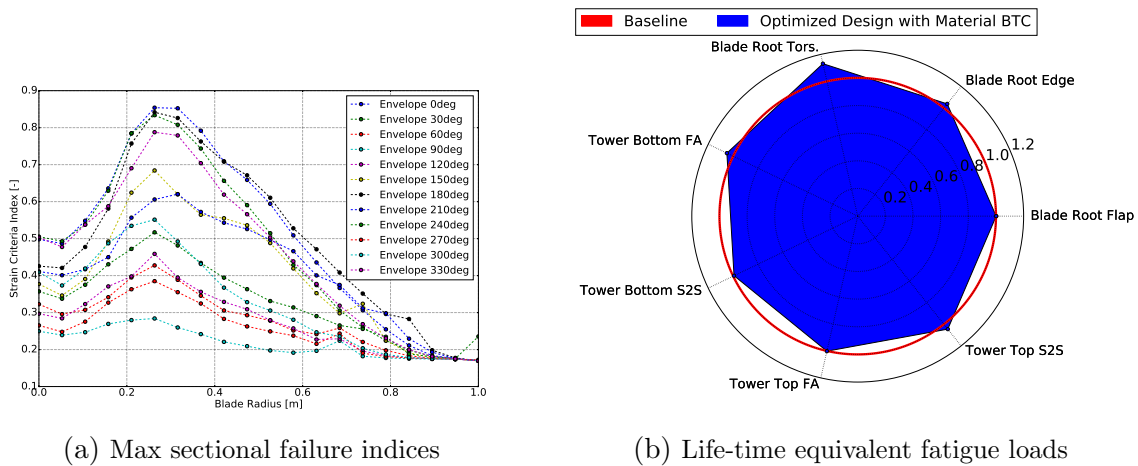 Baseline
Optimized Design with Material BTC
Strain Criteria Index [-]
0.9
0.8
0.7
0.6
0.5
0.4
0.3
0.2
0.1
0.0
0.2
0.4
0.6
0.8
1.0
Blade Radius [m]
Envelope 0deg
Envelope 30deg
Envelope 60deg
Envelope 90deg
Envelope 120deg
Envelope 150deg
Envelope 180deg
Envelope 210deg
Envelope 240deg
Envelope 270deg
Envelope 300deg
Envelope 330deg
Blade Root Tors.
Blade Root Edge
Tower Bottom FA
Blade Root Flap
Tower Bottom S2S
Tower Top FA
Tower Top S2S
0.2
0.4
0.6
0.8
1.0
1.2
(a) Max sectional failure indices
(b) Life-time equivalent fatigue loads